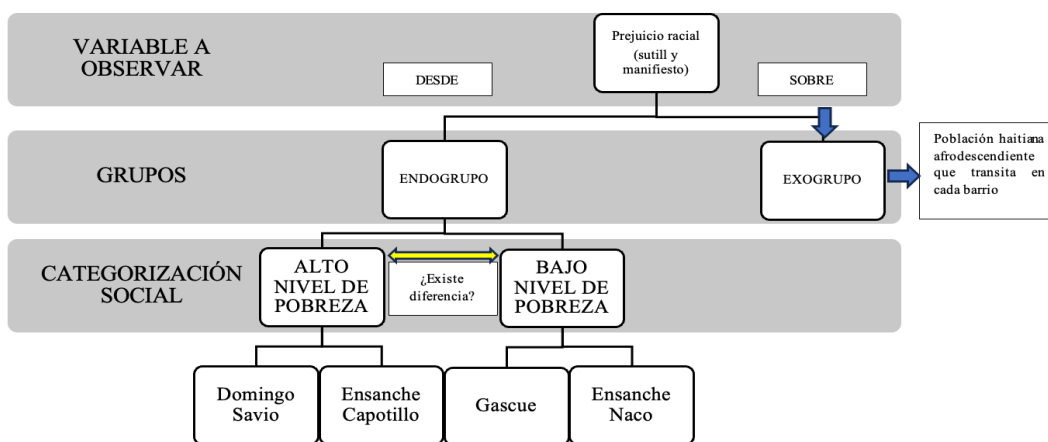 VARIABLE A
OBSERVAR
DESDE
Prejuicio racial
(sutill y
manifiesto)
SOBRE
GRUPOS
ENDOGRUPO
EXOGRUPO
Población haitiana
afrodescendiente
que transita en
cada barrio
CATEGORIZACIÓN
SOCIAL
ALTO
NIVEL DE
POBREZA
¿Existe
diferencia?
BAJO
NIVEL DE
POBREZA
Domingo
Savio
Ensanche
Capotillo
Gascue
Ensanche
Naco